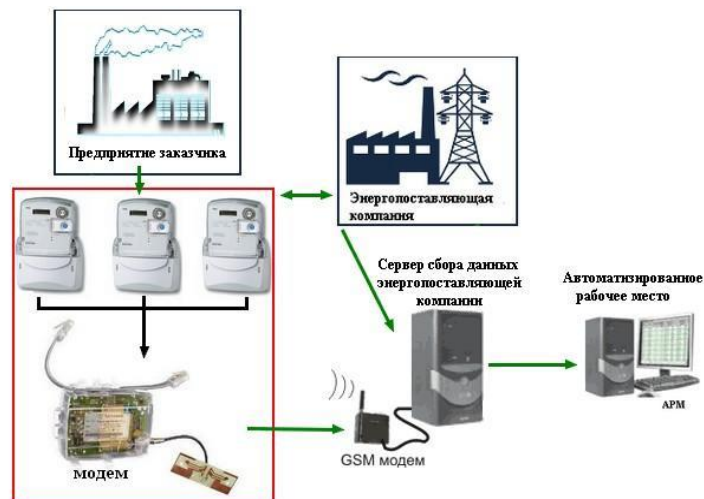 Предприятие заказчика
Энергопоставляющая
компания
Сервер сбора данных
энергопоставляющей
компании
Автоматизированное
рабочее место
АРМ
GSM модем
модем